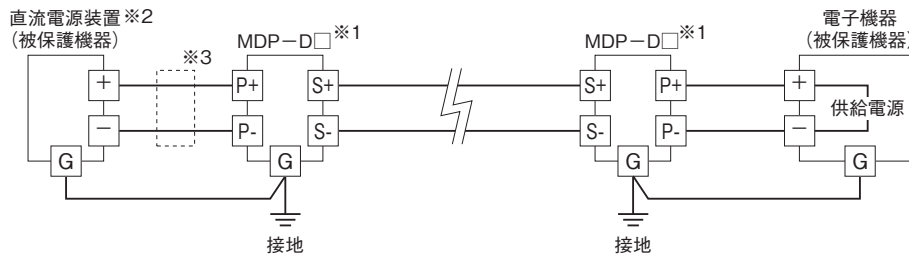 直流電源装置※2
(被保護機器)
※3
MDP−D□※1
MDP−D□※1
電子機器
(被保護機器)
+
P+
S+
S+
P+
+
供給電源
−
P-
S-
S-
P-
−
G
G
G
G
接地
接地